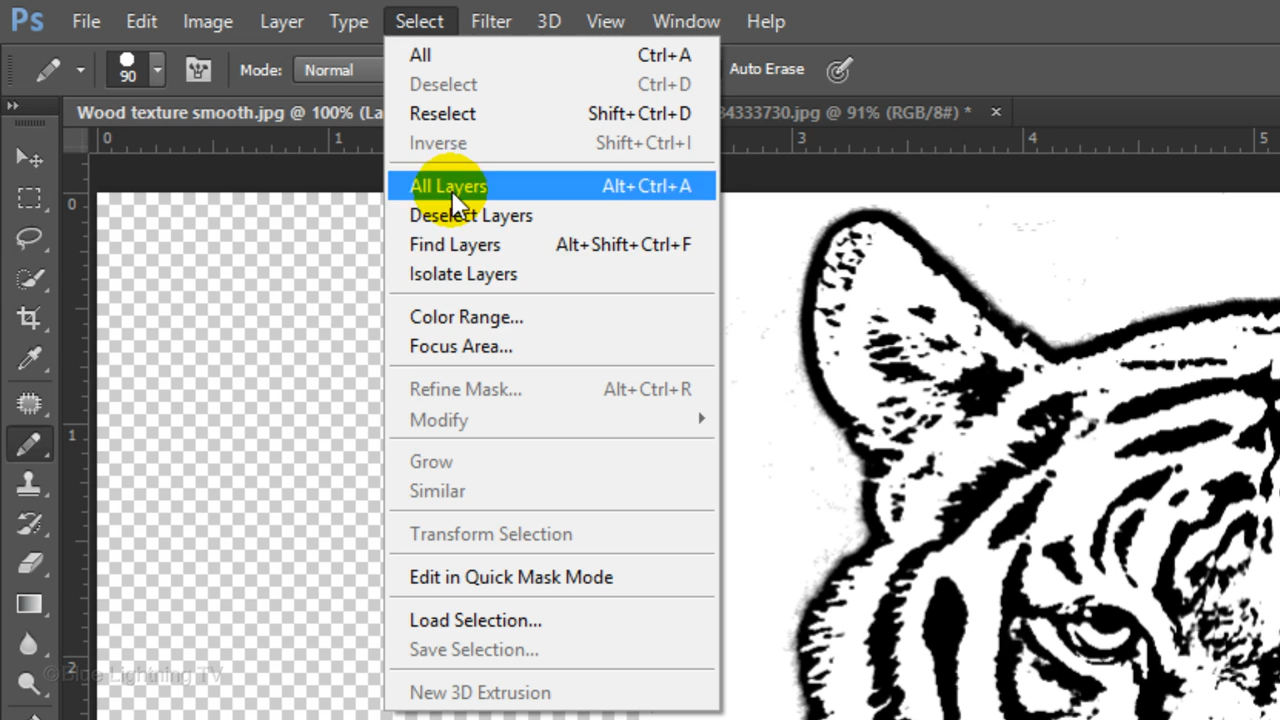 Ps File Edit Image Layer Type Select Filter 3D View Window Help
90 Mode: Normal Auto Erase
Wood texture smooth.jpg @ 100% (La 34333730.jpg @ 91% (RGB/8#) * ×
0 1 3 4 5
All Ctrl+A
Deselect Ctrl+D
Reselect Shift+Ctrl+D
Inverse Shift+Ctrl+I
All Layers Alt+Ctrl+A
Deselect Layers
Find Layers Alt+Shift+Ctrl+F
Isolate Layers
Color Range...
Focus Area...
Refine Mask... Alt+Ctrl+R
Modify
Grow
Similar
Transform Selection
Edit in Quick Mask Mode
Load Selection...
Save Selection...
New 3D Extrusion
0
1
2
©Blue Lightning TV